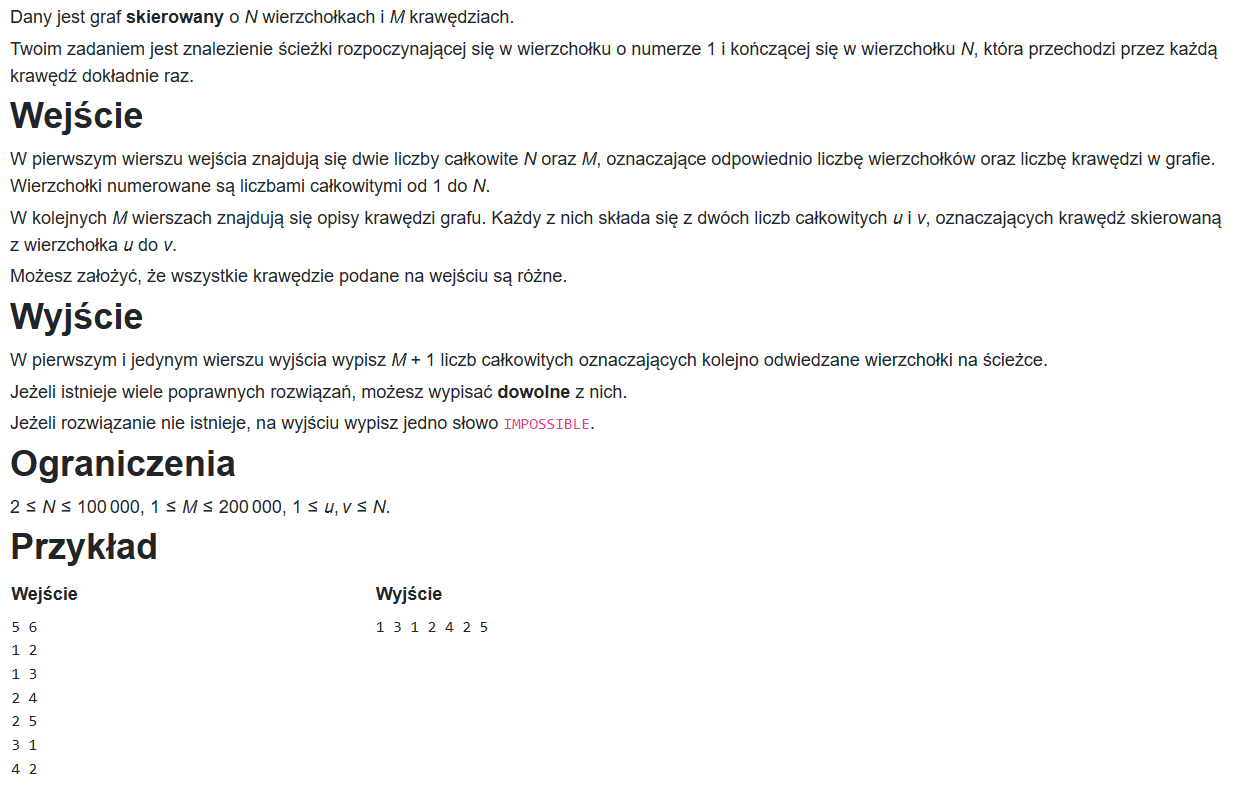 Dany jest graf skierowany o N wierzchołkach i M krawędziach.
Twoim zadaniem jest znalezienie ścieżki rozpoczynającej się w wierzchołku o numerze 1 i kończącej się w wierzchołku N, która przechodzi przez każdą
krawędź dokładnie raz.
Wejście
W pierwszym wierszu wejścia znajdują się dwie liczby całkowite N oraz M, oznaczające odpowiednio liczbę wierzchołków oraz liczbę krawędzi w grafie.
Wierzchołki numerowane są liczbami całkowitymi od 1 do N.
W kolejnych M wierszach znajdują się opisy krawędzi grafu. Każdy z nich składa się z dwóch liczb całkowitych u i v, oznaczających krawędź skierowaną
z wierzchołka u do v.
Możesz założyć, że wszystkie krawędzie podane na wejściu są różne.
Wyjście
W pierwszym i jedynym wierszu wyjścia wypisz M + 1 liczb całkowitych oznaczających kolejno odwiedzane wierzchołki na ścieżce.
Jeżeli istnieje wiele poprawnych rozwiązań, możesz wypisać dowolne z nich.
Jeżeli rozwiązanie nie istnieje, na wyjściu wypisz jedno słowo IMPOSSIBLE.
Ograniczenia
2 ≤ N ≤ 100 000, 1 ≤ M ≤ 200 000, 1 ≤ u, v ≤ N.
Przykład
Wejście Wyjście
5 6 1 3 1 2 4 2 5
1 2
1 3
2 4
2 5
3 1
4 2